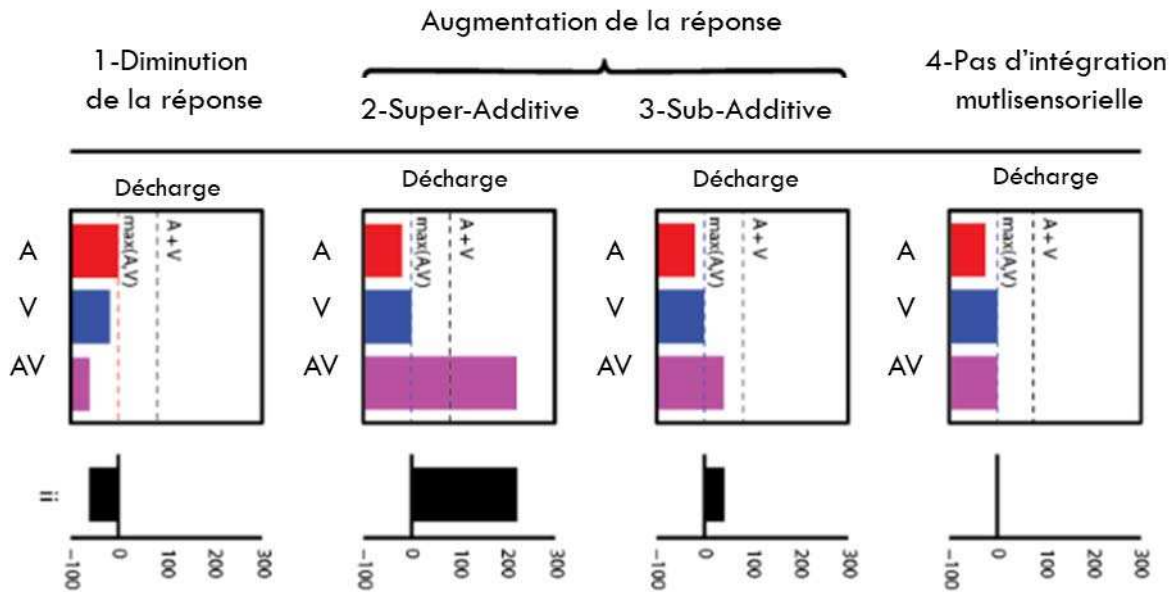 Augmentation de la réponse
1-Diminution
de la réponse
2-Super-Additive
3-Sub-Additive
4-Pas d'intégration
mutlisensorielle
Décharge
Décharge
Décharge
Décharge
A
V
AV
max(A,V)
A + V
A
V
AV
max(A,V)
A + V
A
V
AV
max(A,V)
A + V
A
V
AV
max(A,V)
A + V
ii
-100
0
100
200
300
-100
0
100
200
300
-100
0
100
200
300
-100
0
100
200
300